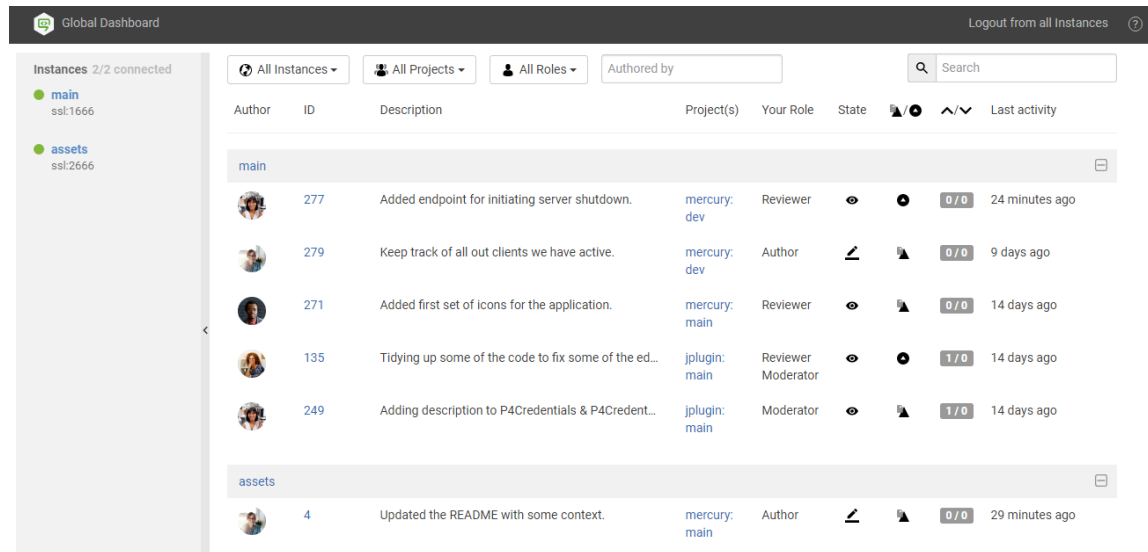 Global Dashboard
Logout from all Instances
Instances 2/2 connected
main
ssl:1666
assets
ssl:2666
All Instances
All Projects
All Roles
Authored by
Search
Author ID Description Project(s) Your Role State / / Last activity
main
277 Added endpoint for initiating server shutdown. mercury: Reviewer 0 / 0 24 minutes ago
dev
279 Keep track of all out clients we have active. mercury: Author 0 / 0 9 days ago
dev
271 Added first set of icons for the application. mercury: Reviewer 0 / 0 14 days ago
main
135 Tidying up some of the code to fix some of the ed... jplugin: Reviewer 1 / 0 14 days ago
main Moderator
249 Adding description to P4Credentials & P4Credent... jplugin: Moderator 1 / 0 14 days ago
main
assets
4 Updated the README with some context. mercury: Author 0 / 0 29 minutes ago
main